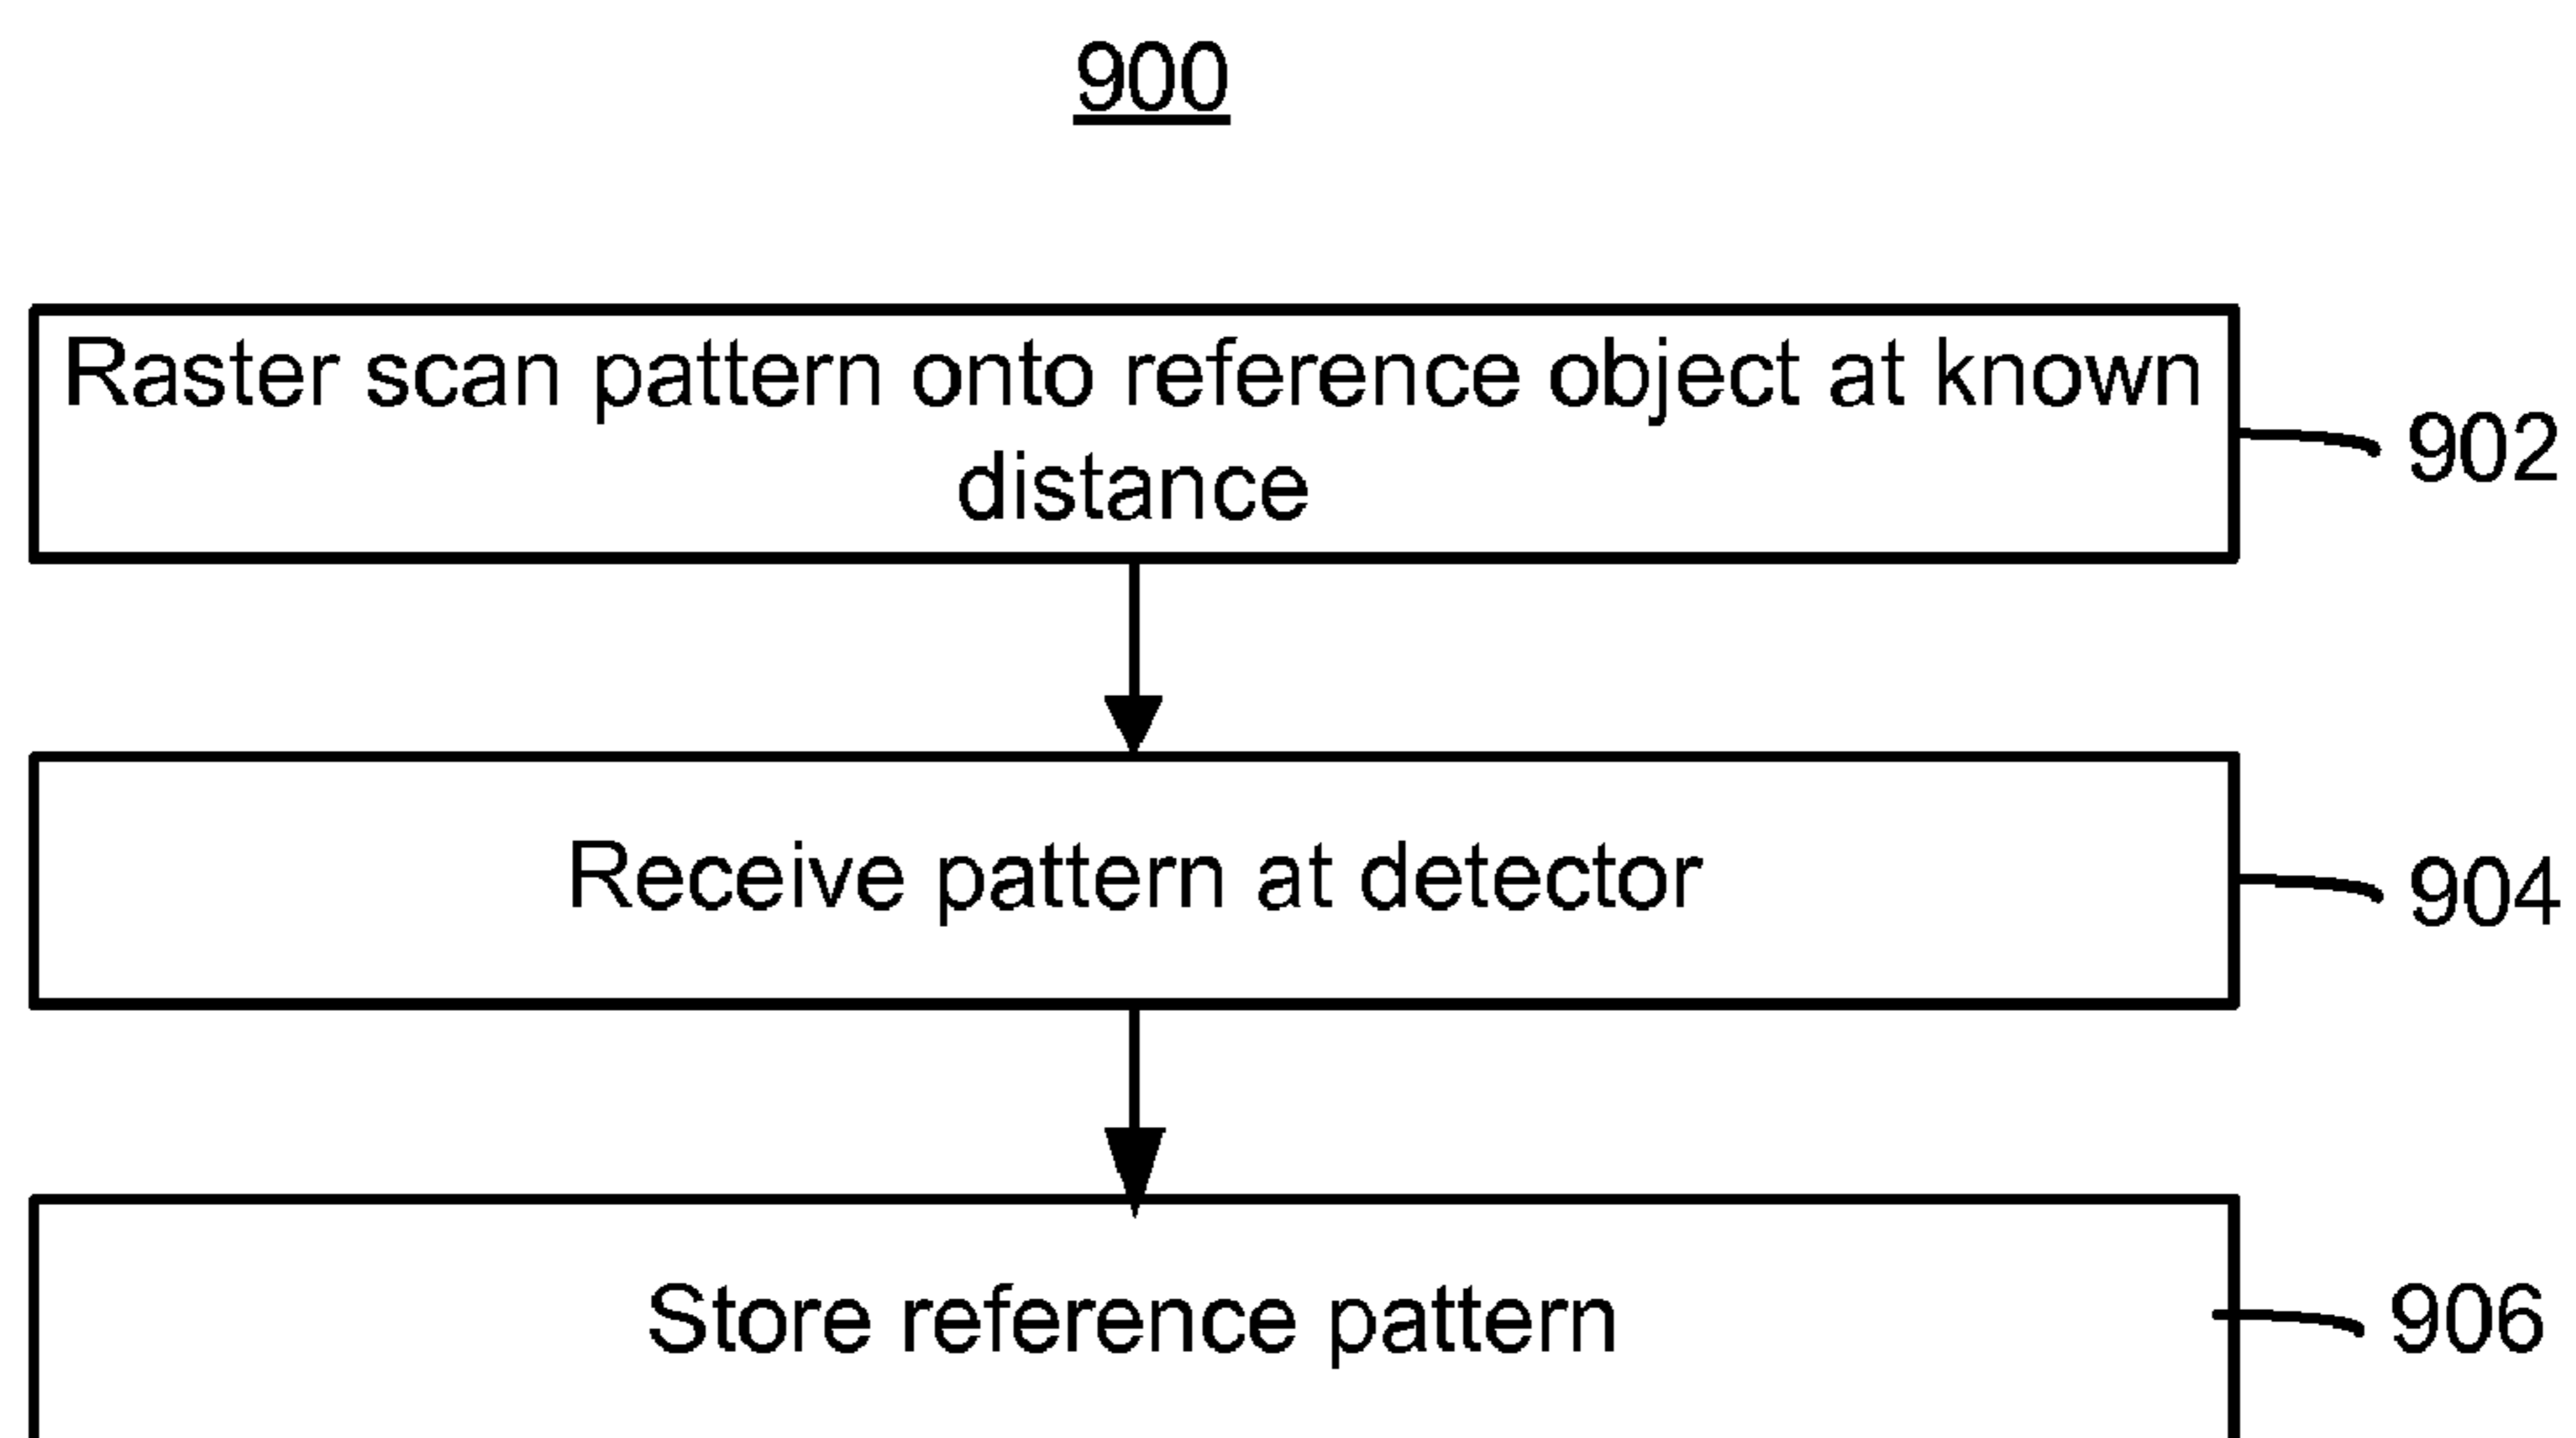 900
Raster scan pattern onto reference object at known
distance
902
Receive pattern at detector
904
Store reference pattern
906